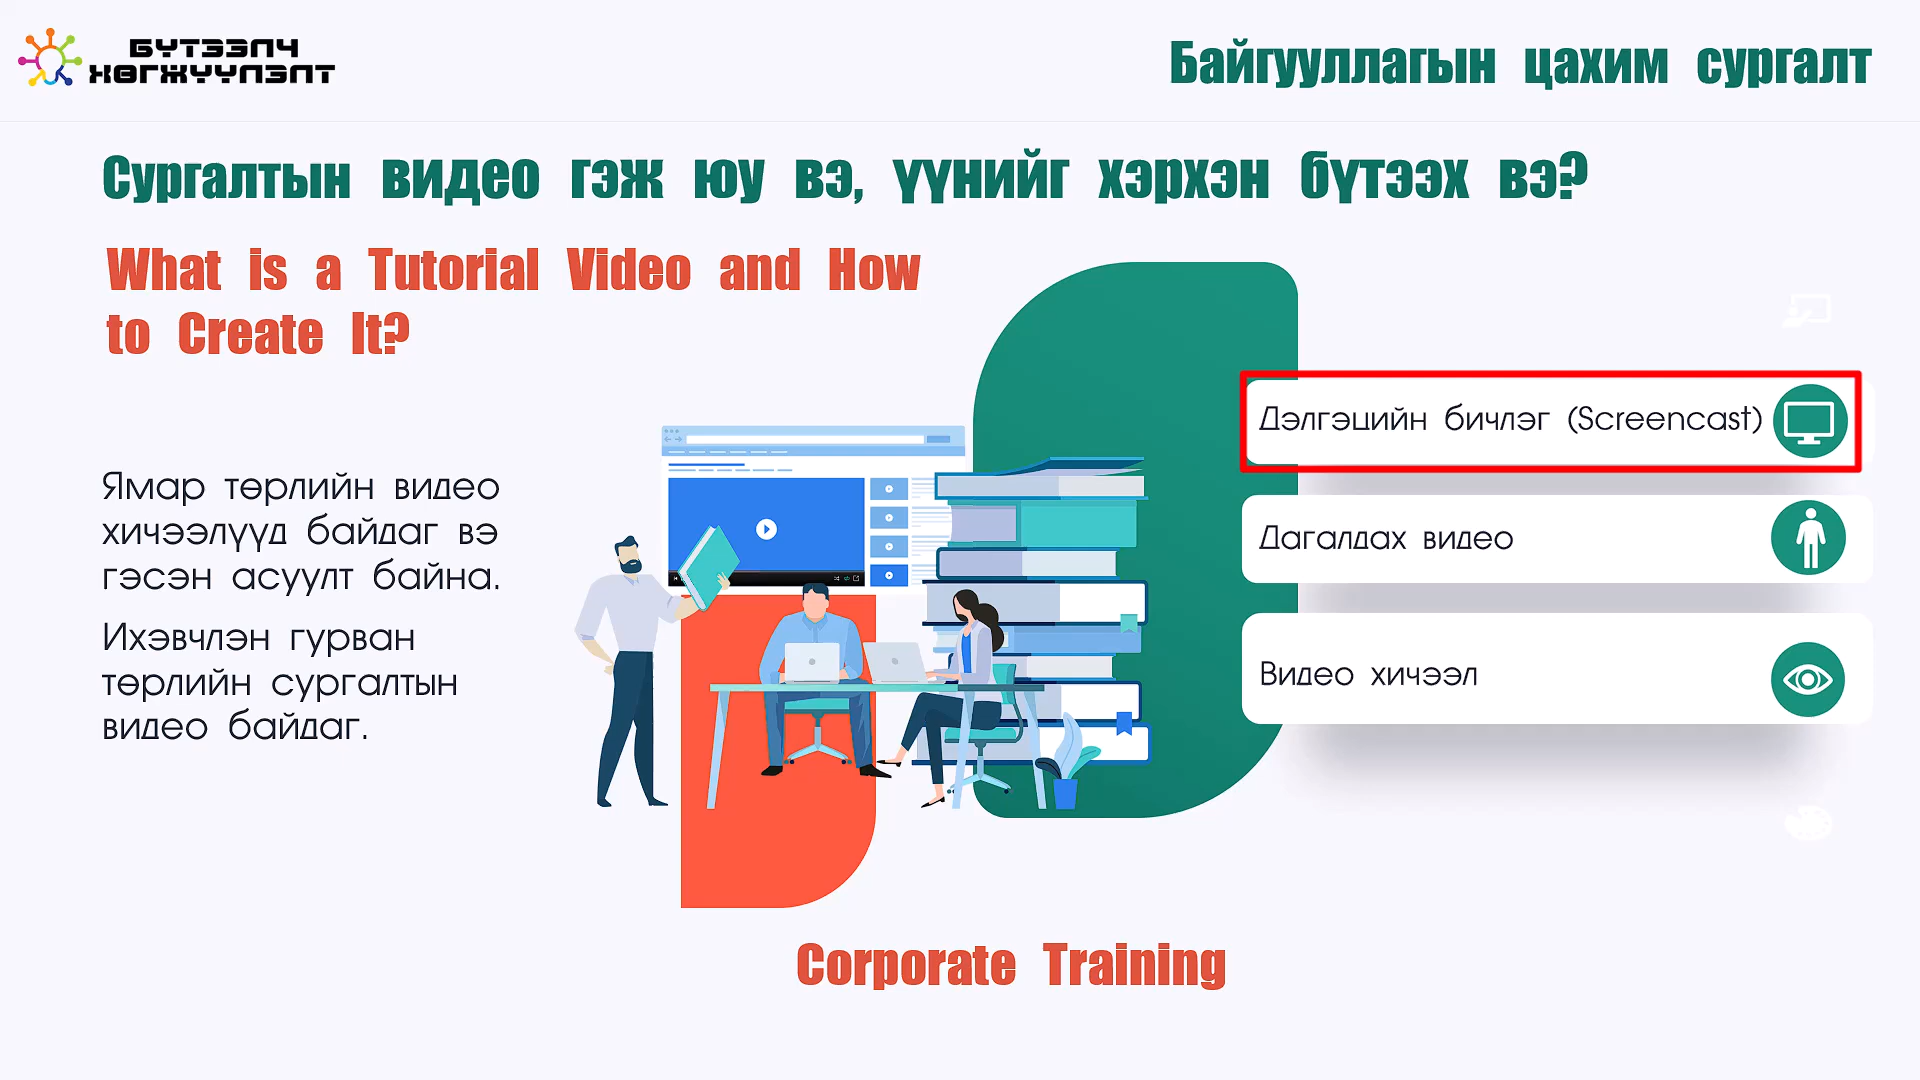 БҮТЭЭЛЧ
ХӨГЖҮҮЛЭЛТ
Байгууллагын цахим сургалт
Сургалтын видео гэж юу вэ, үүнийг хэрхэн бүтээх вэ?
What is a Tutorial Video and How
to Create It?
Ямар төрлийн видео
хичээлүүд байдаг вэ
гэсэн асуулт байна.
Ихэвчлэн гурван
төрлийн сургалтын
видео байдаг.
Дэлгэцийн бичлэг (Screencast)
Дагалдах видео
Видео хичээл
Corporate Training